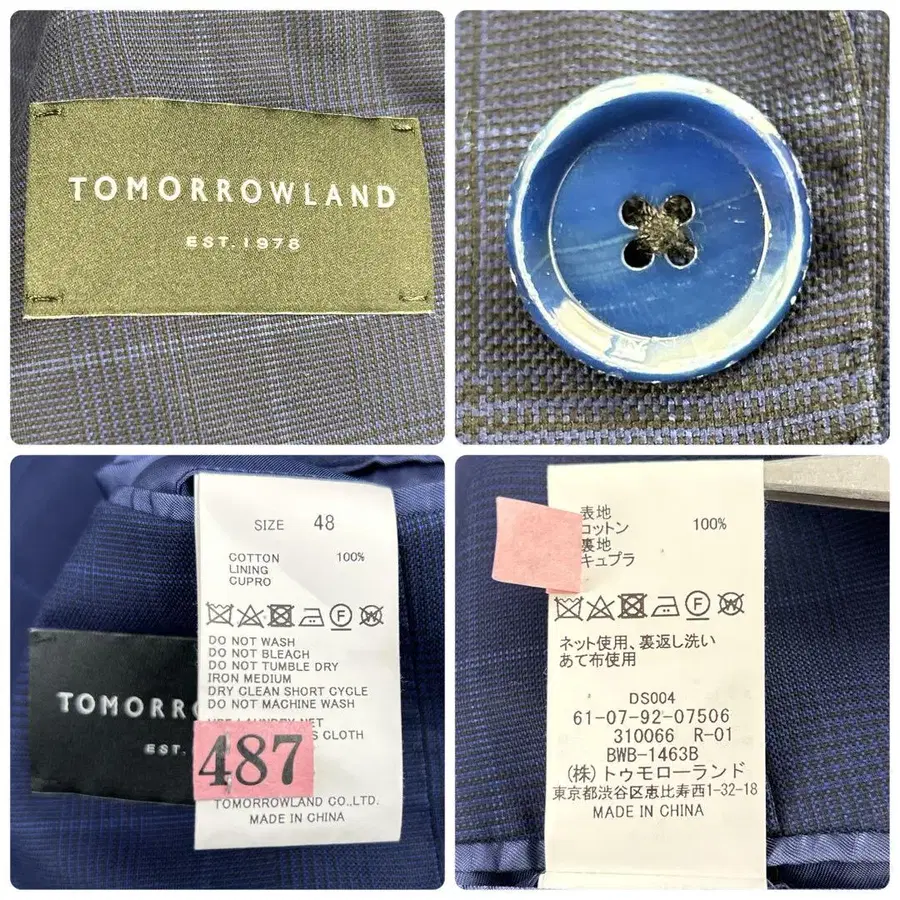 TOMORROWLAND
EST. 1978
SIZE 48
COTTON 100%
LINING
CUPRO
DO NOT WASH
DO NOT BLEACH
DO NOT TUMBLE DRY
IRON MEDIUM
DRY CLEAN SHORT CYCLE
DO NOT MACHINE WASH
CLOTH
487
TOMORROWLAND CO.,LTD.
MADE IN CHINA
TOMORR
EST.
表地
コットン 100%
裏地
キュプラ
ネット使用、裏返し洗い
あて布使用
DS004
61-07-92-07506
310066 R-01
BWB-1463B
(株)トゥモローランド
東京都渋谷区恵比寿西1-32-18
MADE IN CHINA